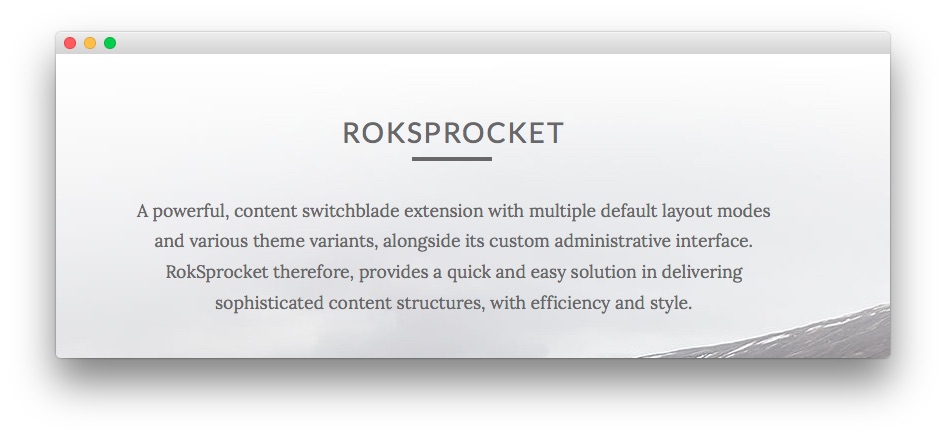 ROKSPROCKET
A powerful, content switchblade extension with multiple default layout modes
and various theme variants, alongside its custom administrative interface.
RokSprocket therefore, provides a quick and easy solution in delivering
sophisticated content structures, with efficiency and style.